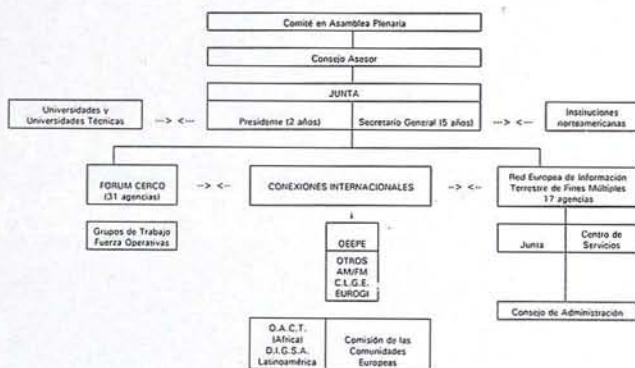 Comité en Asamblea Plenaria
Consejo Asesor
JUNTA
Presidente (2 años)
Secretario General (5 años)
Universidades y
Universidades Técnicas
---> <---
---> <---
Instituciones
norteamericanas
FORUM CERCO
(31 agencias)
--> <--
CONEXIONES INTERNACIONALES
--> <--
Red Europea de Información
Terrestre de Fines Múltiples
17 agencias
Grupos de Trabajo
Fuerza Operativas
OEEPE
OTROS
AM/FM
C.L.G.E.
EUROGI
Junta
Centro de
Servicios
Consejo de Administración
O.A.C.T.
(Africa)
D.I.G.S.A.
Latinoamérica
Comisión de las
Comunidades
Europeas